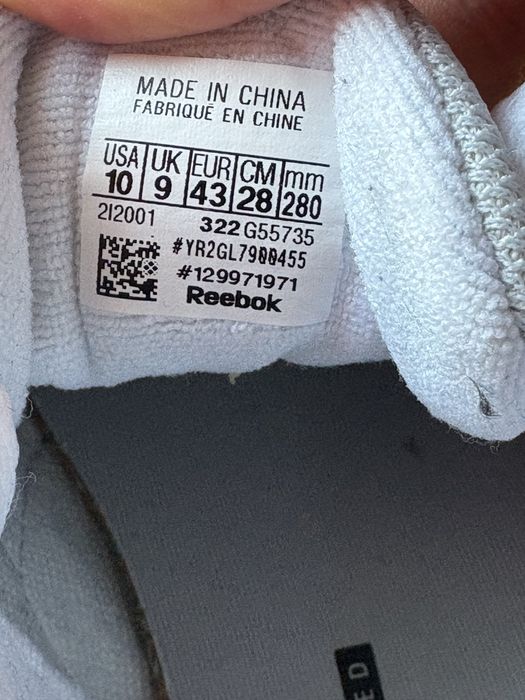 MADE IN CHINA
FABRIQUÉ EN CHINE
USA UK EUR CM mm
10 9 43 28 280
2I2001 322 G55735
#YR2GL7900455
#129971971
Reebok
ED